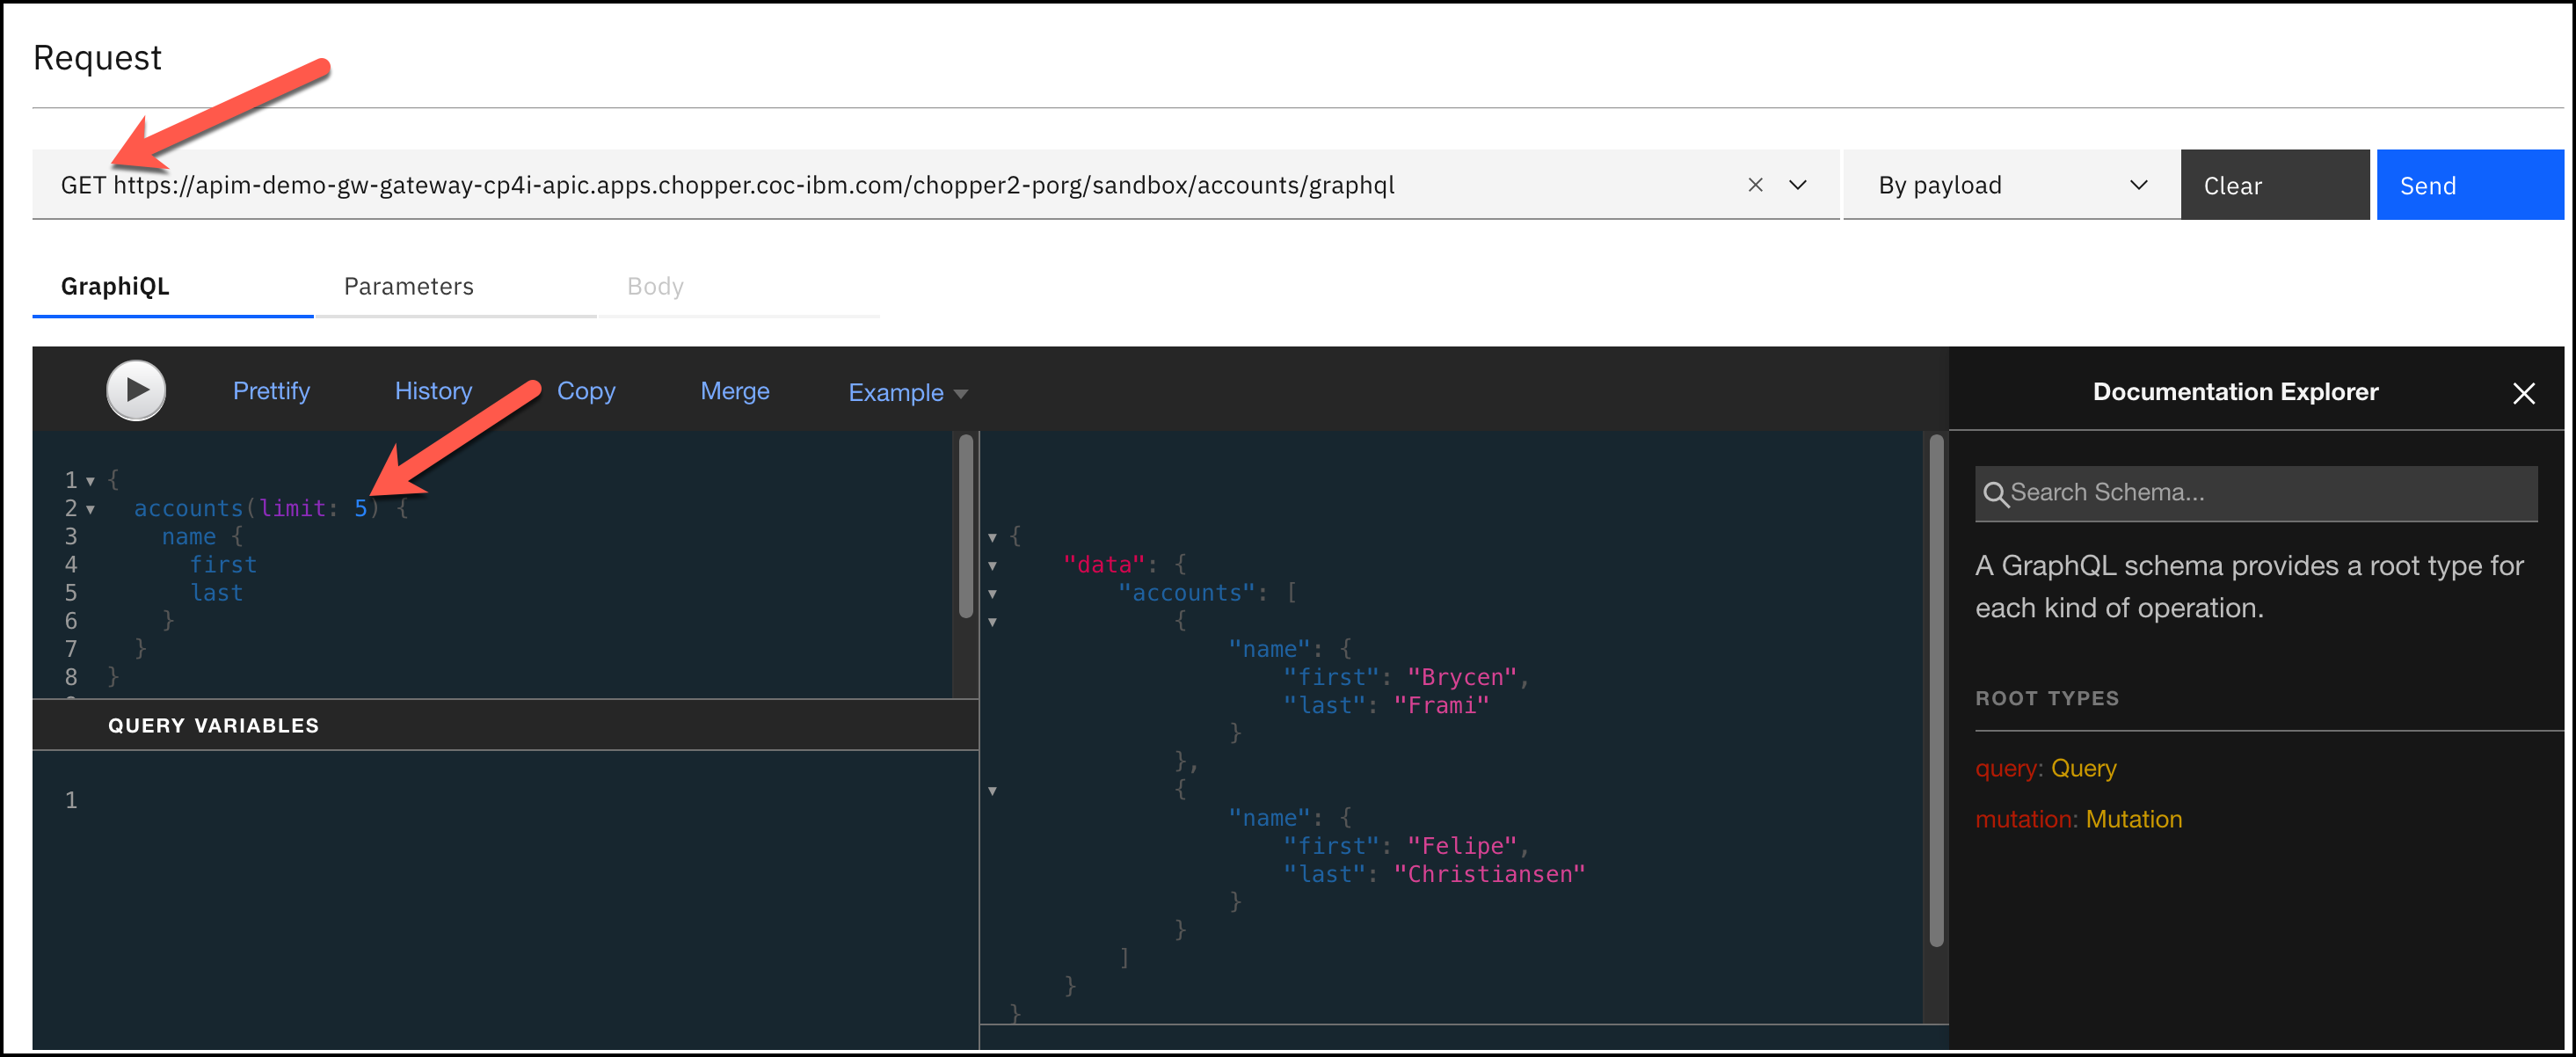 Request
GET https://apim-demo-gw-gateway-cp4i-apic.apps.chopper.coc-ibm.com/chopper2-porg/sandbox/accounts/graphql
By payload
Clear
Send
GraphiQL
Parameters
Body
Prettify
History
Copy
Merge
Example
1 {
2 accounts(limit: 5) {
3 name {
4 first
5 last
6 }
7 }
8 }
QUERY VARIABLES
1
{
"data": {
"accounts": [
{
"name": {
"first": "Brycen",
"last": "Frami"
}
},
{
"name": {
"first": "Felipe",
"last": "Christiansen"
}
}
]
}
}
Documentation Explorer
Search Schema...
A GraphQL schema provides a root type for
each kind of operation.
ROOT TYPES
query: Query
mutation: Mutation